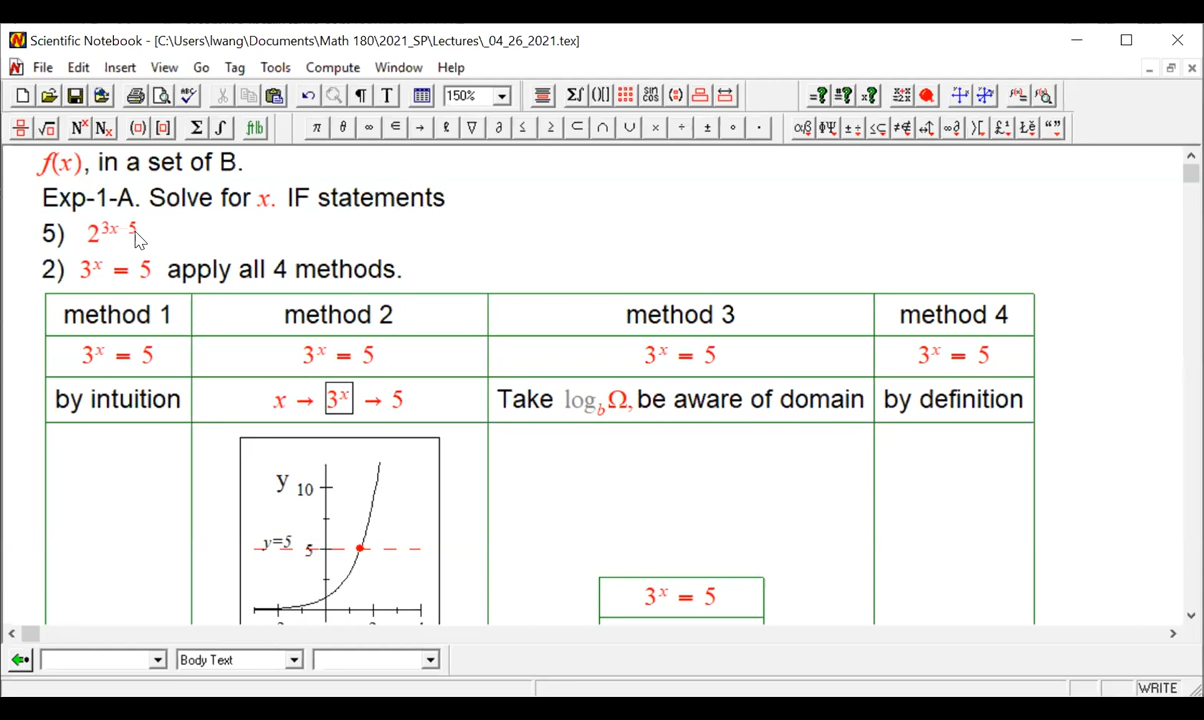 Scientific Notebook - [C:\Users\lwang\Documents\Math 180\2021_SP\Lectures\_04_26_2021.tex]
File Edit Insert View Go Tag Tools Compute Window Help
150%
f(x), in a set of B.
Exp-1-A. Solve for x. IF statements
5) 2^{3x-5}
2) 3^x = 5 apply all 4 methods.
method 1 method 2 method 3 method 4
3^x = 5 3^x = 5 3^x = 5 3^x = 5
by intuition x → 3^x → 5 Take log_b Ω, be aware of domain by definition
y 10
y=5 5
3^x = 5
Body Text
WRITE